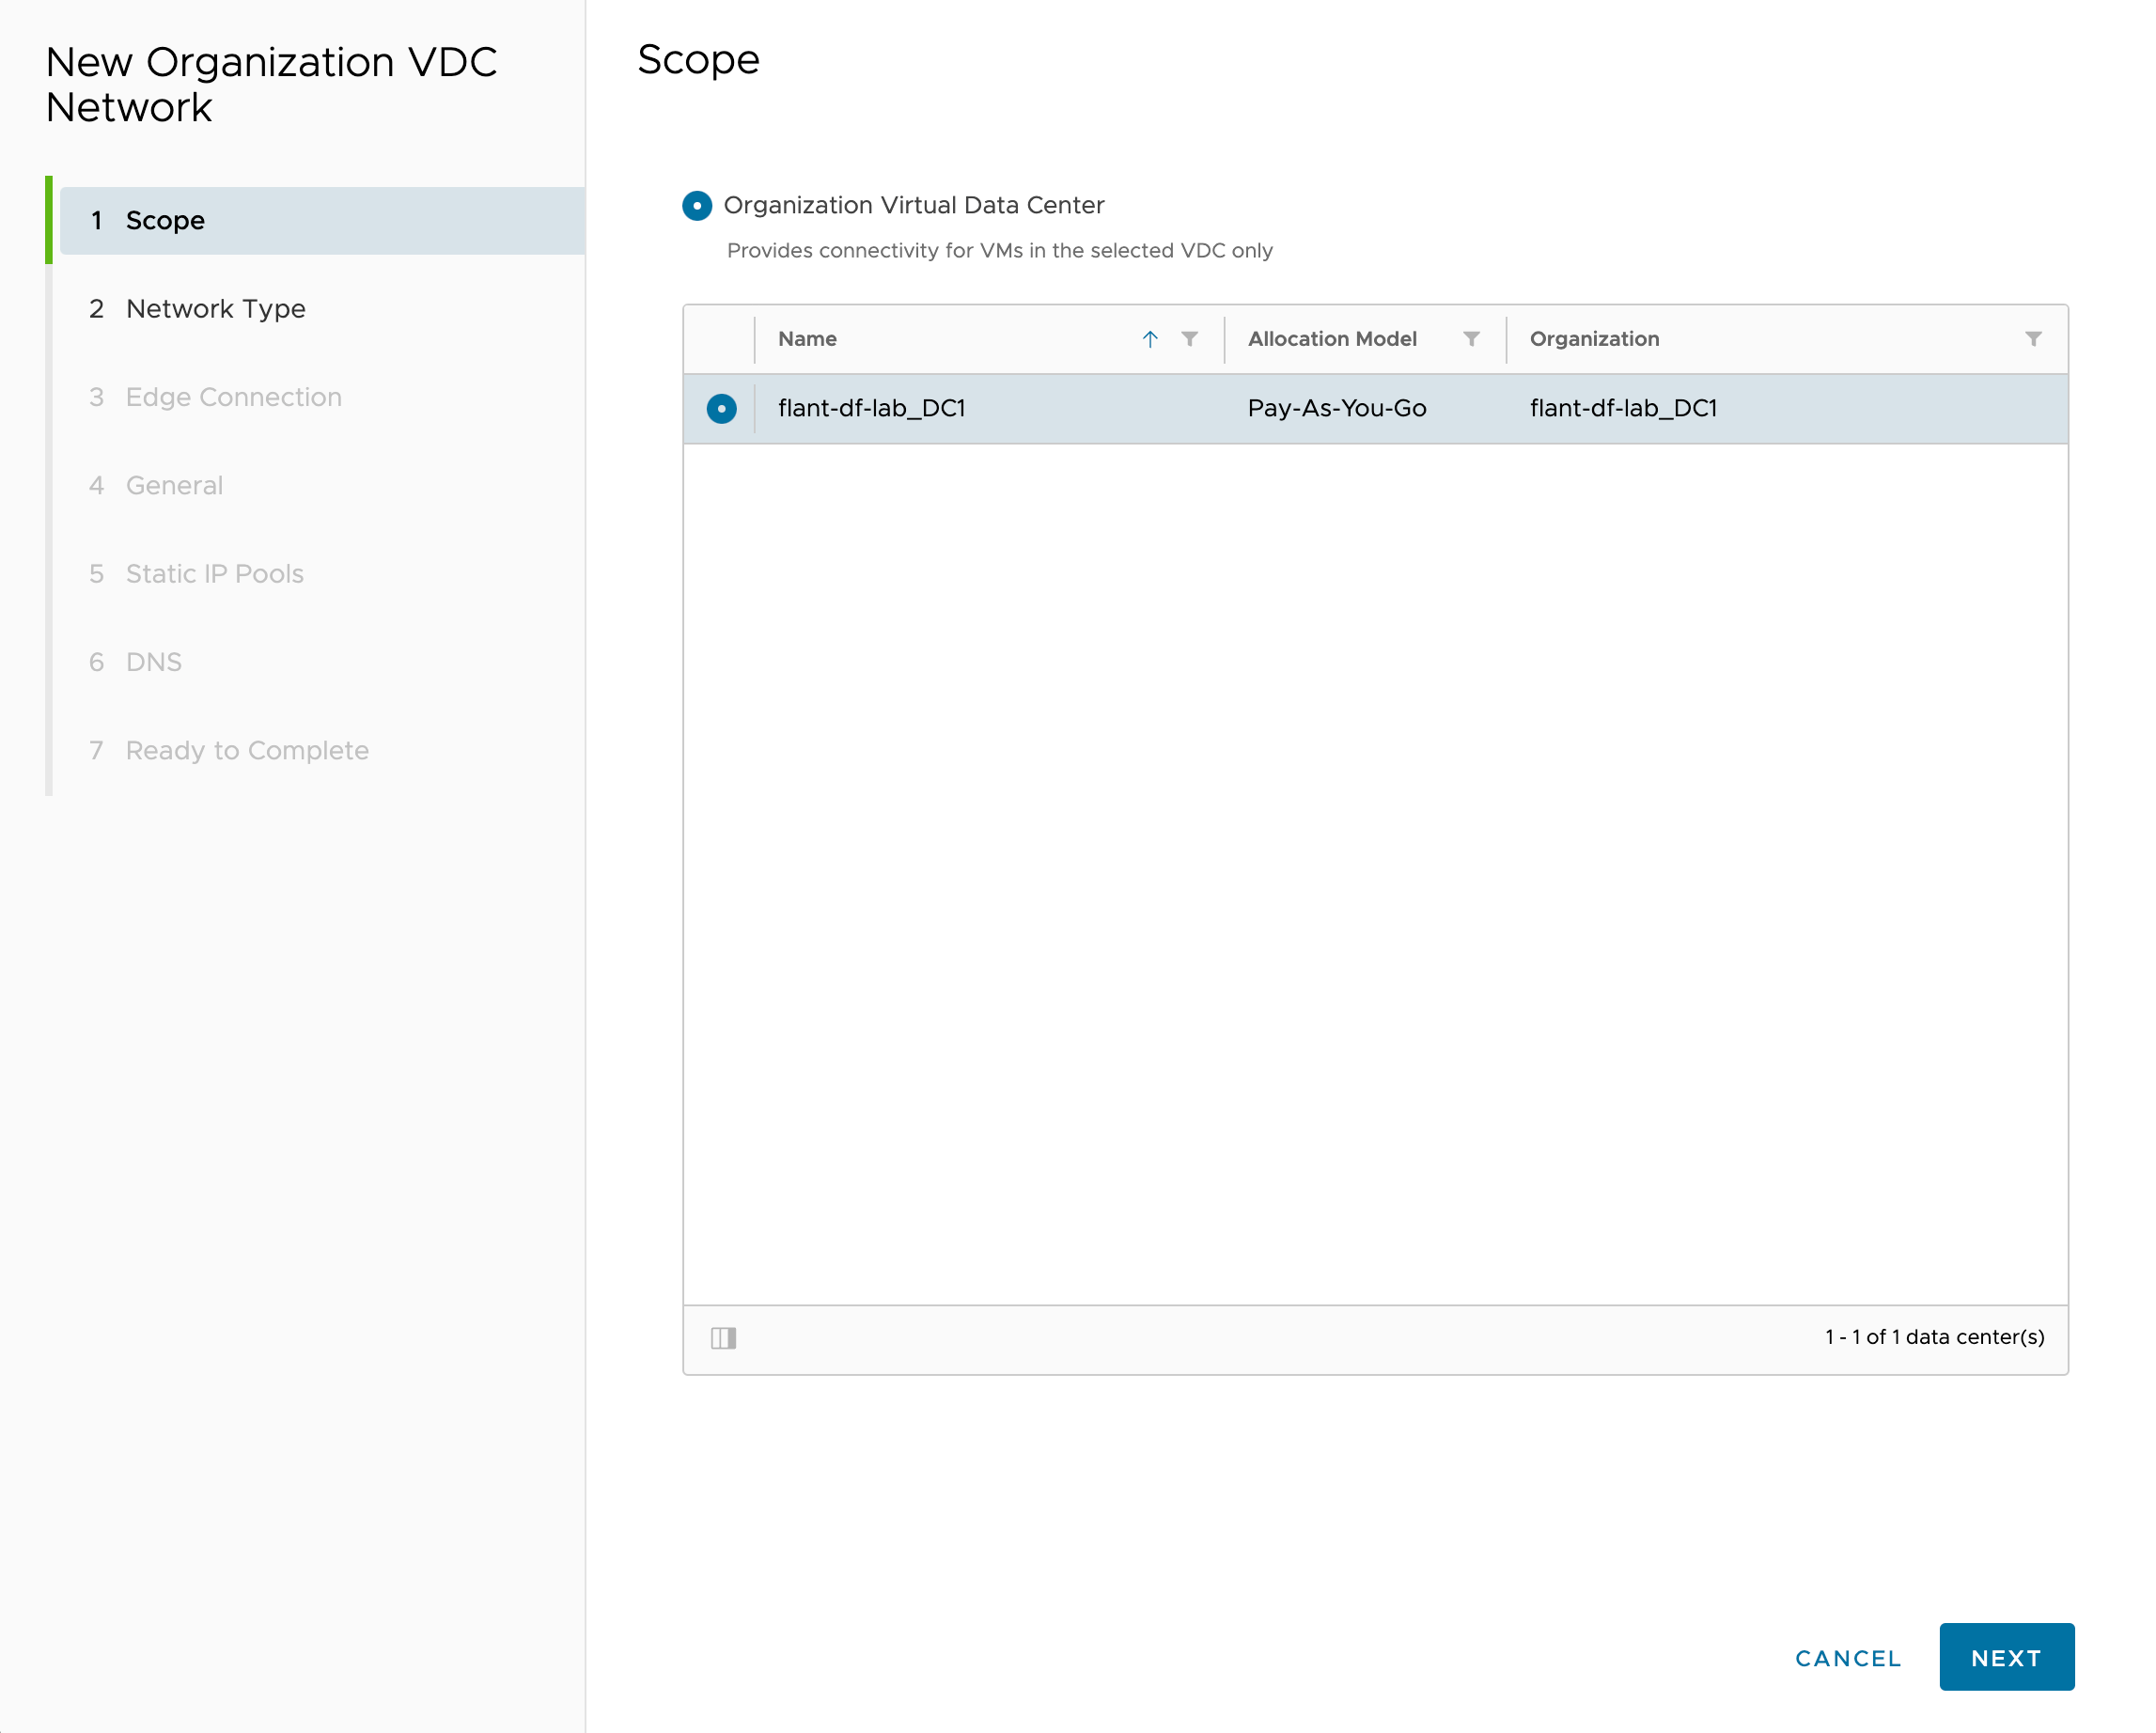 New Organization VDC
Network
1 Scope
2 Network Type
3 Edge Connection
4 General
5 Static IP Pools
6 DNS
7 Ready to Complete
Scope
Organization Virtual Data Center
Provides connectivity for VMs in the selected VDC only
Name Allocation Model Organization
flant-df-lab_DC1 Pay-As-You-Go flant-df-lab_DC1
1 - 1 of 1 data center(s)
CANCEL NEXT